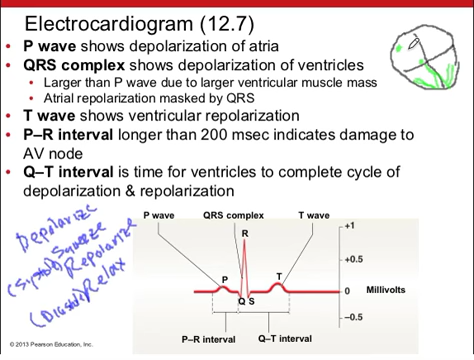 Electrocardiogram (12.7)
• P wave shows depolarization of atria
• QRS complex shows depolarization of ventricles
• Larger than P wave due to larger ventricular muscle mass
• Atrial repolarization masked by QRS
• T wave shows ventricular repolarization
• P–R interval longer than 200 msec indicates damage to
AV node
• Q–T interval is time for ventricles to complete cycle of
depolarization & repolarization
Depolarize
Squeeze
(Systole) Repolarize
(Diastole) Relax
P wave QRS complex T wave
R
P
T
Q S
P–R interval Q–T interval
+1
+0.5
0 Millivolts
–0.5
© 2013 Pearson Education, Inc.